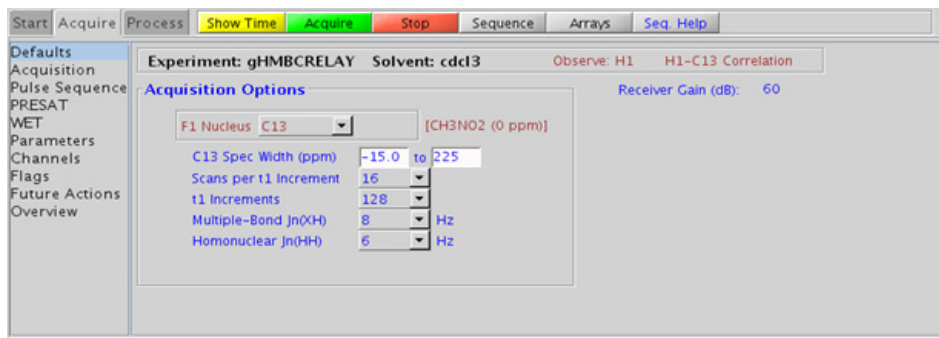 Start Acquire Process Show Time Acquire Stop Sequence Arrays Seq. Help
Defaults
Acquisition
Pulse Sequence
PRESAT
WET
Parameters
Channels
Flags
Future Actions
Overview
Experiment: gHMBCRELAY Solvent: cdcl3 Observe: H1 H1-C13 Correlation
Acquisition Options Receiver Gain (dB): 60
F1 Nucleus C13 [CH3NO2 (0 ppm)]
C13 Spec Width (ppm) -15.0 to 225
Scans per t1 Increment 16
t1 Increments 128
Multiple-Bond Jn(XH) 8 Hz
Homonuclear Jn(HH) 6 Hz